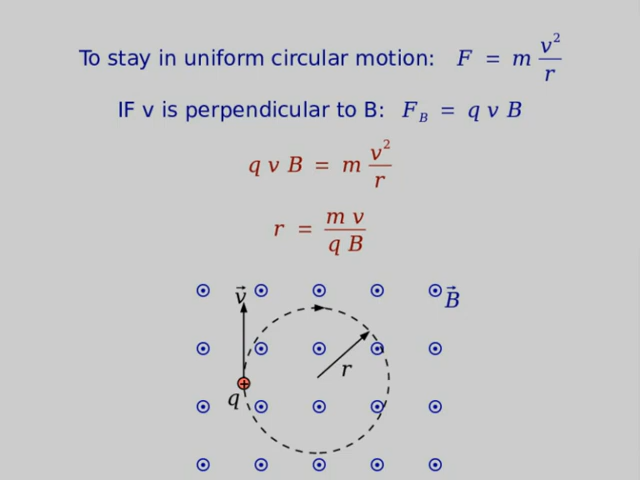 To stay in uniform circular motion: F = m v²/r
IF v is perpendicular to B: F_B = q v B
q v B = m v²/r
r = m v / q B
v⃗
B⃗
r
+
q